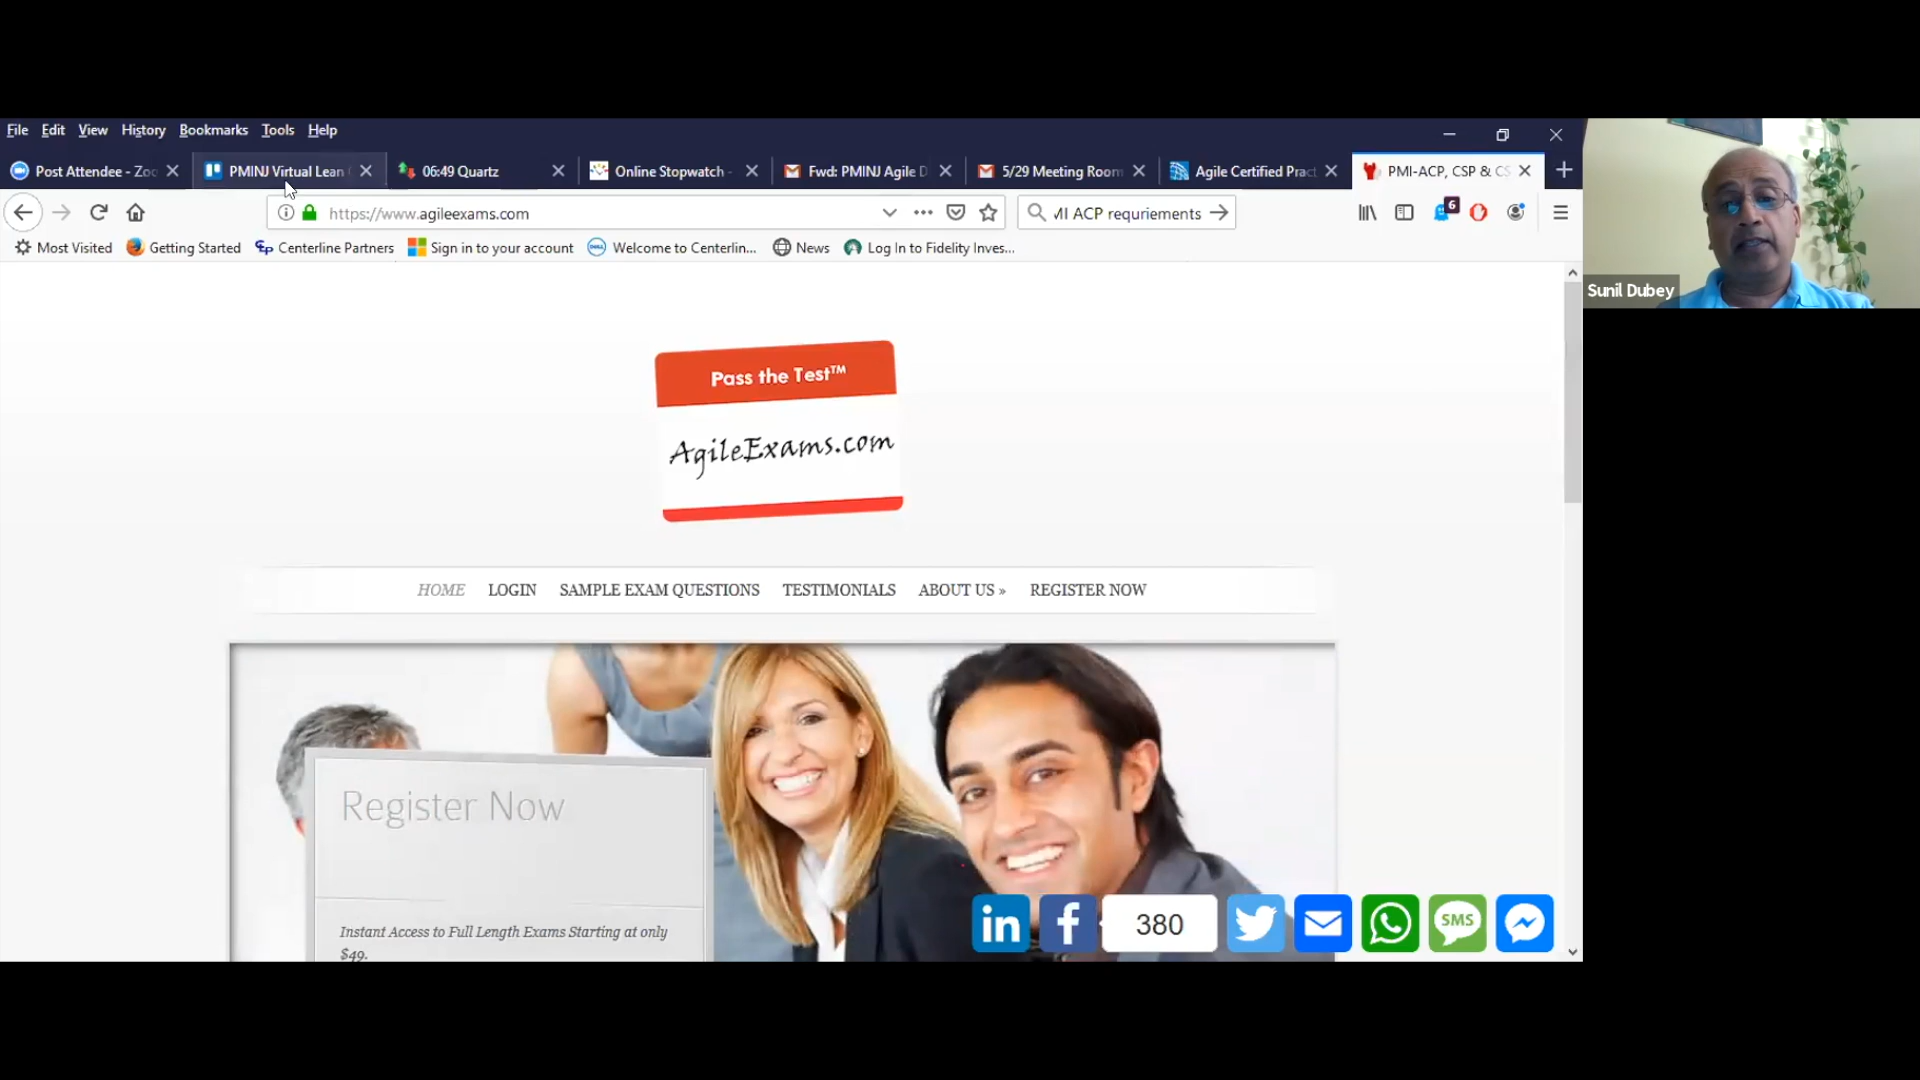 File Edit View History Bookmarks Tools Help
Post Attendee - Zoo
PMINJ Virtual Lean
06:49 Quartz
Online Stopwatch -
Fwd: PMINJ Agile D
5/29 Meeting Room
Agile Certified Pract
PMI-ACP, CSP & CS
https://www.agileexams.com
MI ACP requriements
6
Most Visited Getting Started Centerline Partners Sign in to your account Welcome to Centerlin... News Log In to Fidelity Inves...
Sunil Dubey
Pass the Test™
AgileExams.com
HOME LOGIN SAMPLE EXAM QUESTIONS TESTIMONIALS ABOUT US » REGISTER NOW
Register Now
Instant Access to Full Length Exams Starting at only
$49.
in f 380 SMS